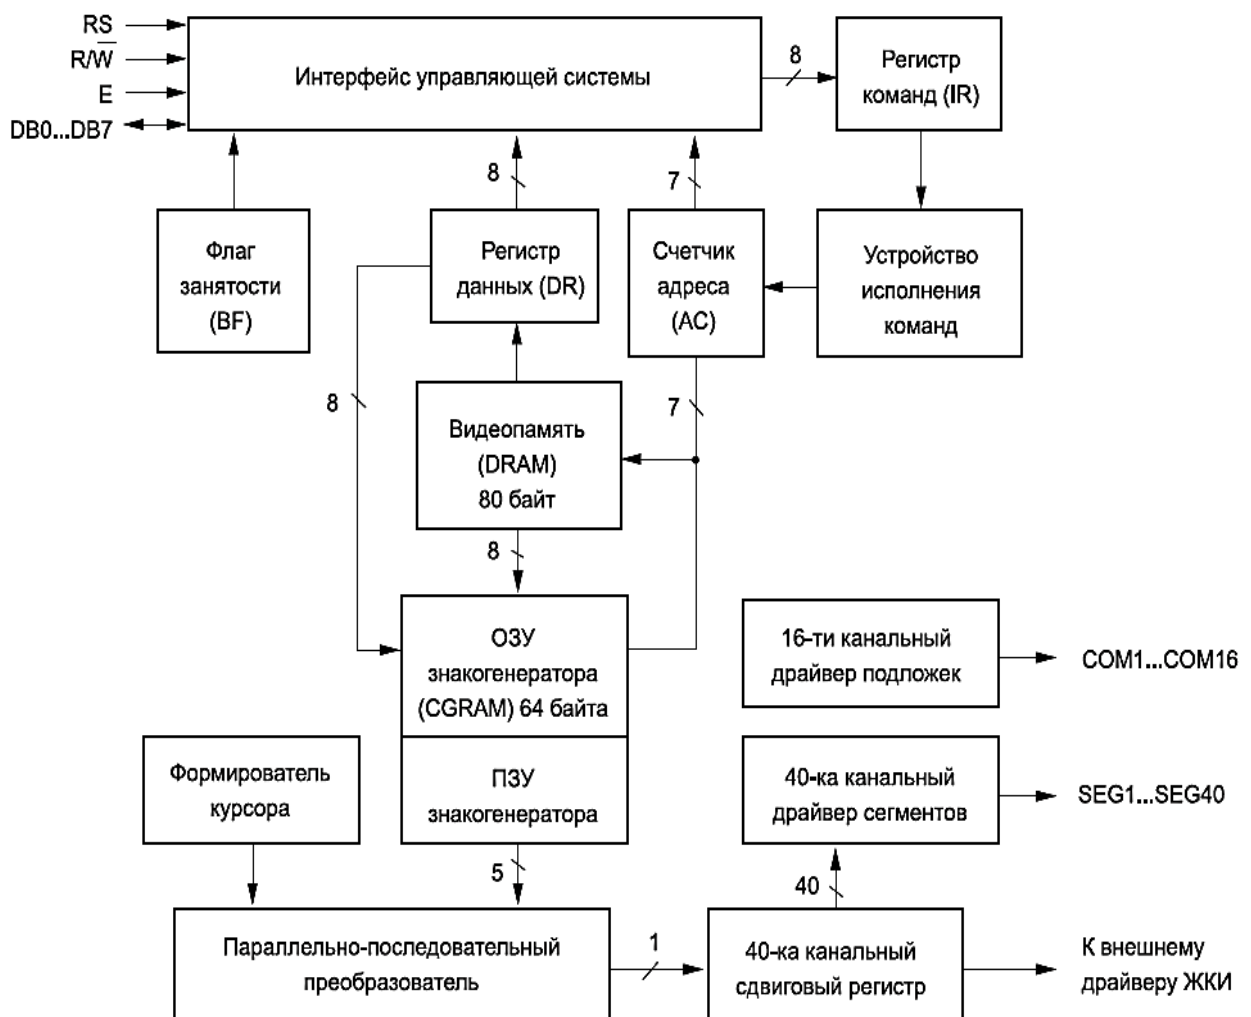 RS
R/W
E
DB0...DB7
Интерфейс управляющей системы
8
Регистр
команд (IR)
8
7
Флаг
занятости
(BF)
Регистр
данных (DR)
Счетчик
адреса
(AC)
Устройство
исполнения
команд
8
7
Видеопамять
(DRAM)
80 байт
8
ОЗУ
знакогенератора
(CGRAM) 64 байта
16-ти канальный
драйвер подложек
COM1...COM16
Формирователь
курсора
ПЗУ
знакогенератора
40-ка канальный
драйвер сегментов
SEG1...SEG40
5
40
Параллельно-последовательный
преобразователь
1
40-ка канальный
сдвиговый регистр
К внешнему
драйверу ЖКИ